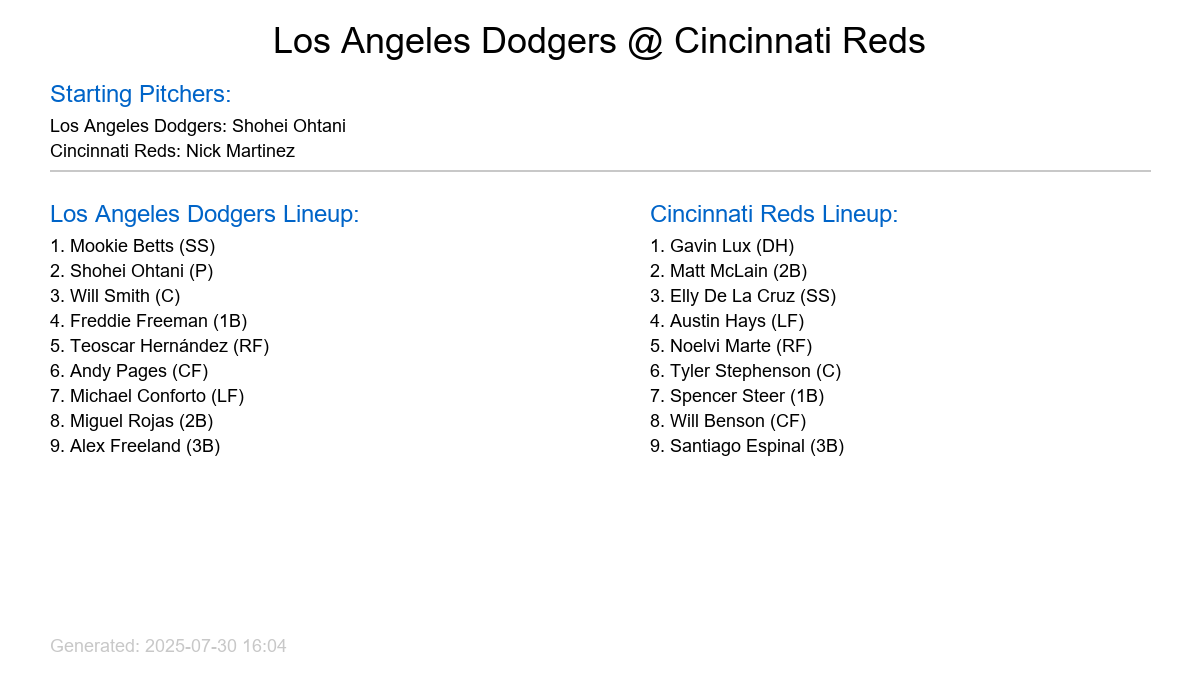 Los Angeles Dodgers @ Cincinnati Reds
Starting Pitchers:
Los Angeles Dodgers: Shohei Ohtani
Cincinnati Reds: Nick Martinez
Los Angeles Dodgers Lineup:
1. Mookie Betts (SS)
2. Shohei Ohtani (P)
3. Will Smith (C)
4. Freddie Freeman (1B)
5. Teoscar Hernández (RF)
6. Andy Pages (CF)
7. Michael Conforto (LF)
8. Miguel Rojas (2B)
9. Alex Freeland (3B)
Cincinnati Reds Lineup:
1. Gavin Lux (DH)
2. Matt McLain (2B)
3. Elly De La Cruz (SS)
4. Austin Hays (LF)
5. Noelvi Marte (RF)
6. Tyler Stephenson (C)
7. Spencer Steer (1B)
8. Will Benson (CF)
9. Santiago Espinal (3B)
Generated: 2025-07-30 16:04